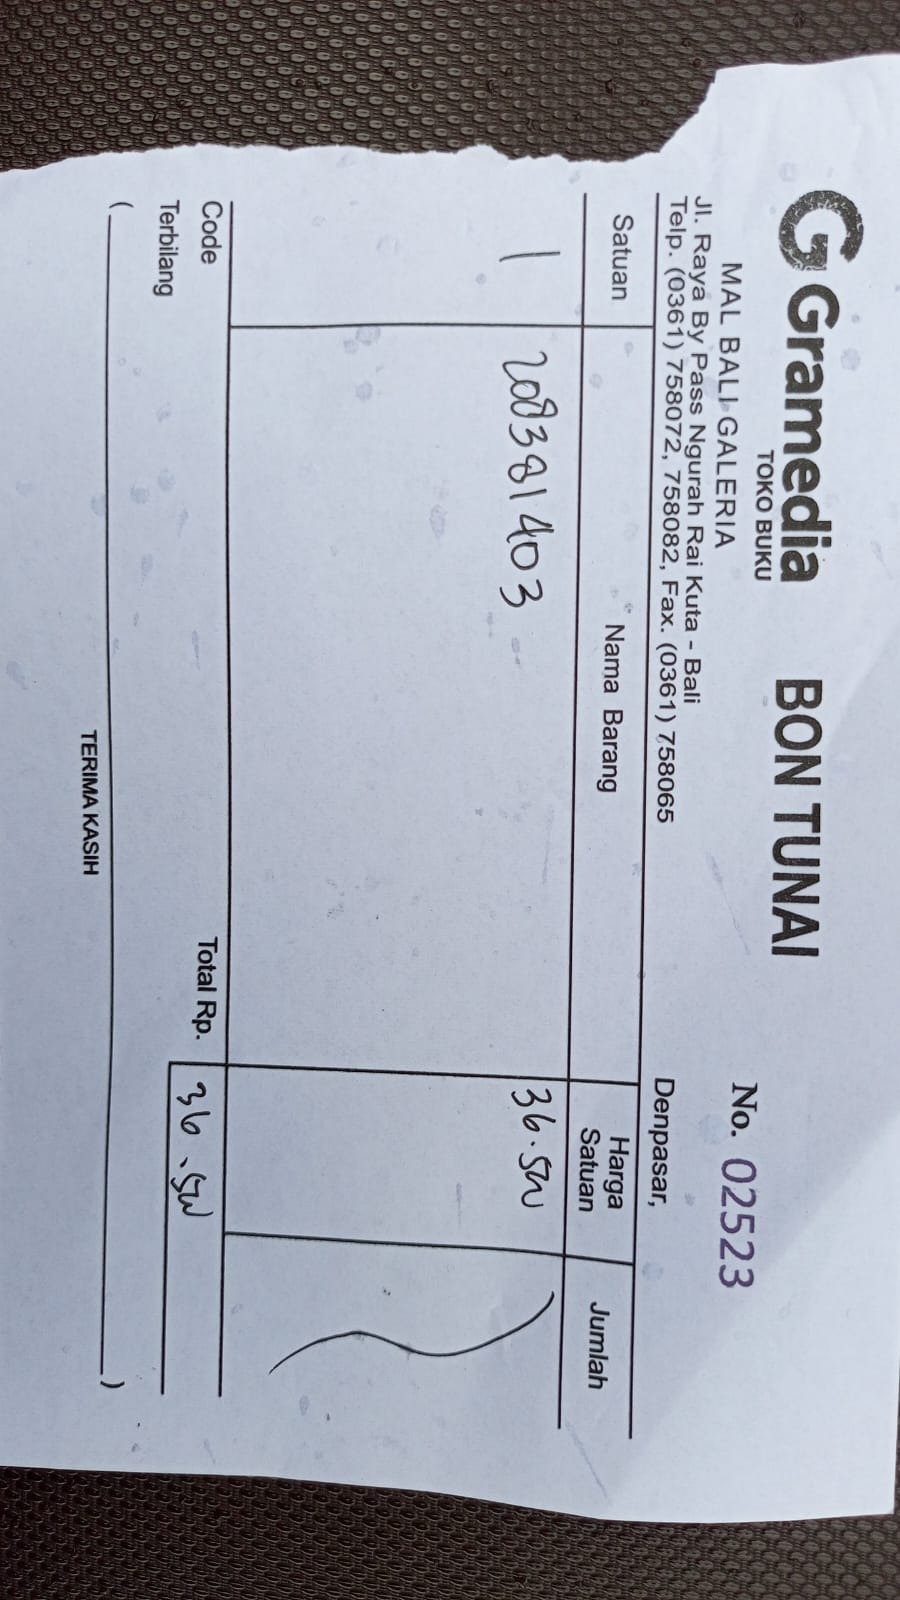 Gramedia BON TUNAI
TOKO BUKU
MAL BALI GALERIA
No. 02523
Jl. Raya By Pass Ngurah Rai Kuta - Bali
Telp. (0361) 758072, 758082, Fax. (0361) 758065
Denpasar,
Satuan Nama Barang Harga Satuan Jumlah
1 208381403 36.500
Code Total Rp. 36.500
Terbilang
( )
TERIMA KASIH